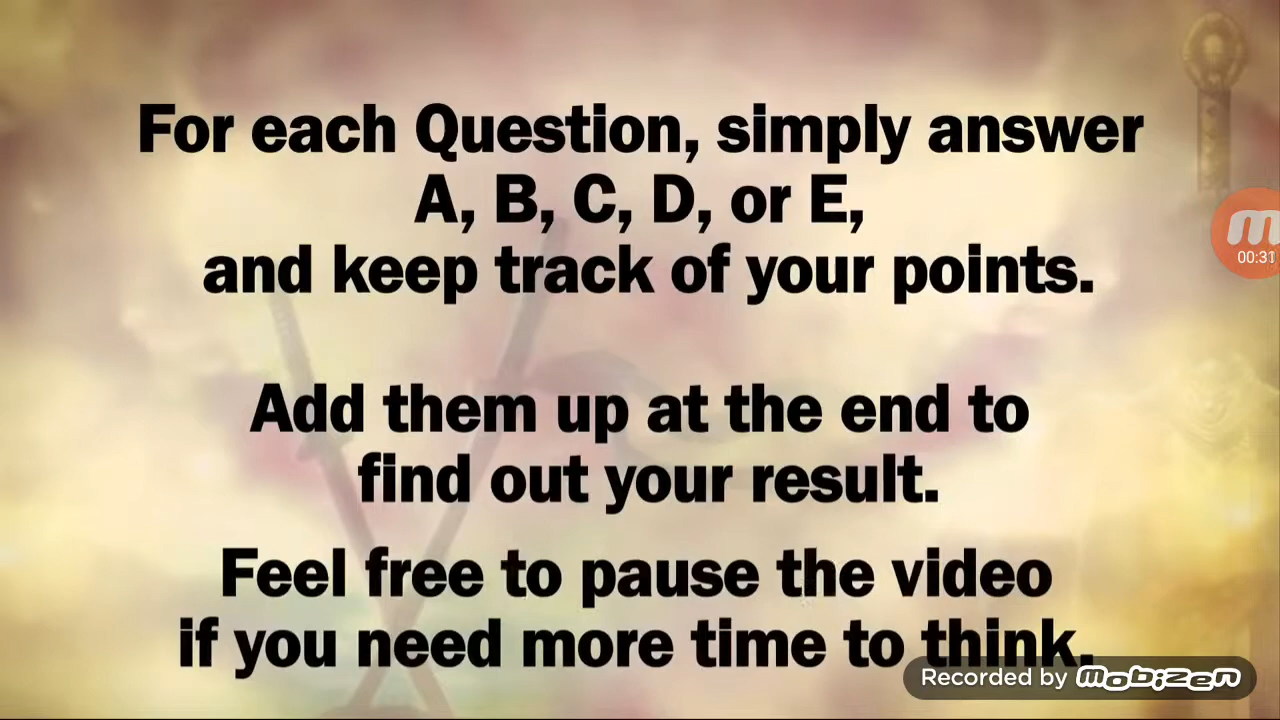 For each Question, simply answer
A, B, C, D, or E,
and keep track of your points.
Add them up at the end to
find out your result.
Feel free to pause the video
if you need more time to think.
00:31
Recorded by mobizen